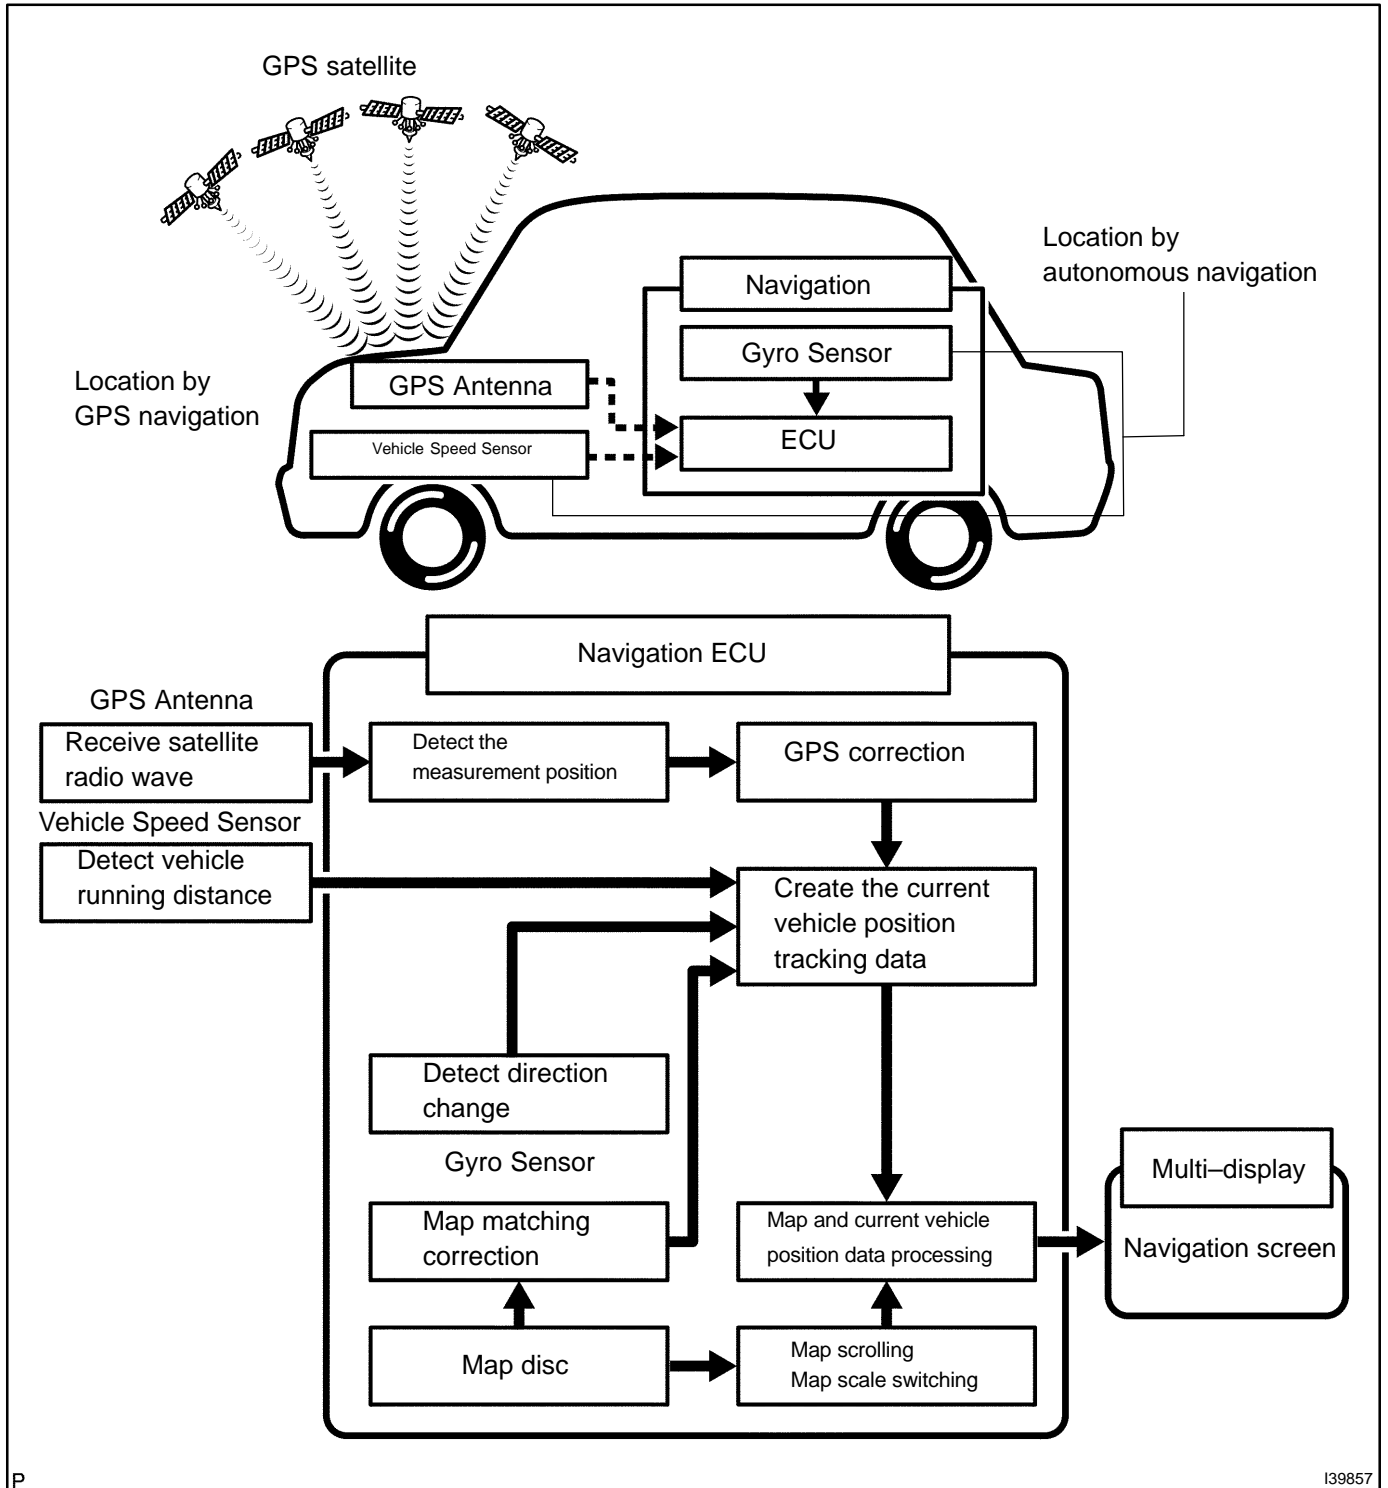 GPS satellite
Location by
autonomous navigation
Navigation
Gyro Sensor
Location by
GPS navigation
GPS Antenna
ECU
Vehicle Speed Sensor
Navigation ECU
GPS Antenna
Receive satellite
radio wave
Detect the
measurement position
GPS correction
Vehicle Speed Sensor
Detect vehicle
running distance
Create the current
vehicle position
tracking data
Detect direction
change
Gyro Sensor
Map matching
correction
Map and current vehicle
position data processing
Multi–display
Navigation screen
Map disc
Map scrolling
Map scale switching
P
I39857